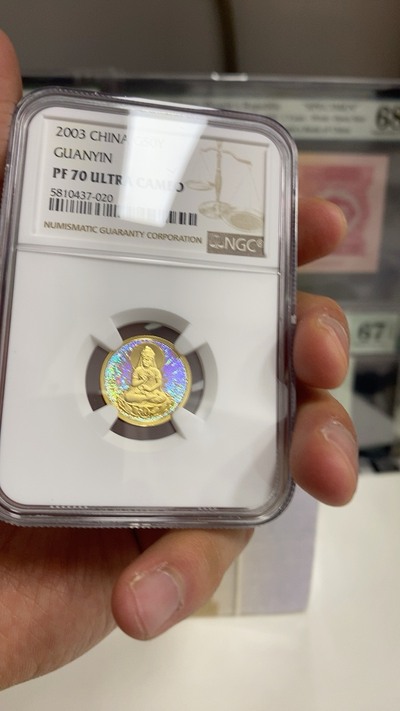 2003 CHINA
GUANYIN
PF 70 ULTRA CAMEO
5810437-020
NUMISMATIC GUARANTY CORPORATION
NGC
68
67